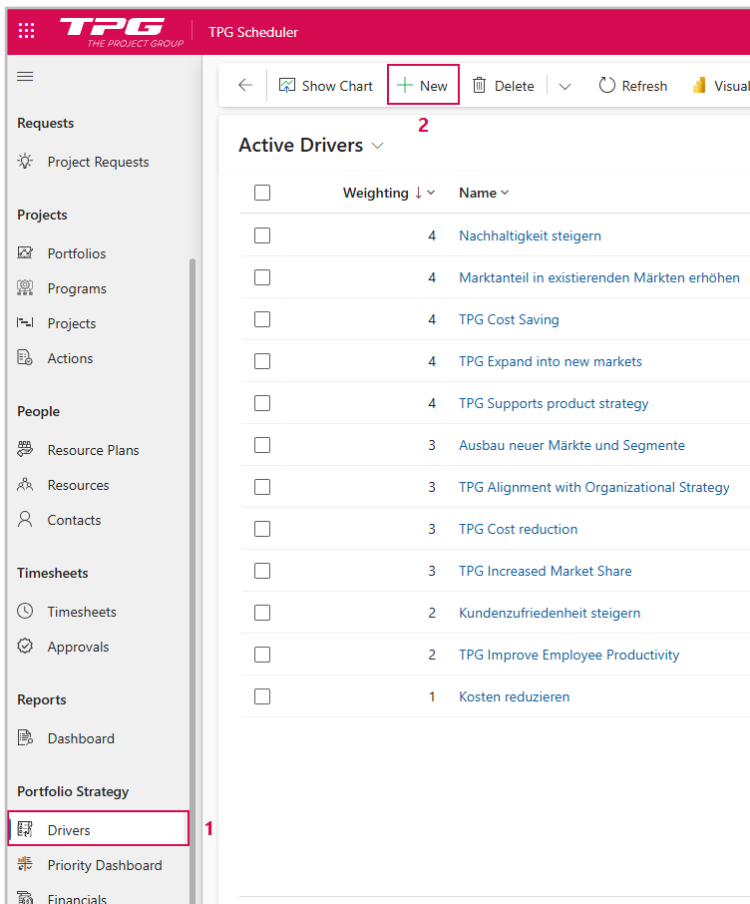 TPG
THE PROJECT GROUP
TPG Scheduler
Show Chart
New
Delete
Refresh
Visual
2
Requests
Project Requests
Projects
Portfolios
Programs
Projects
Actions
People
Resource Plans
Resources
Contacts
Timesheets
Timesheets
Approvals
Reports
Dashboard
Portfolio Strategy
Drivers
1
Priority Dashboard
Financials
Active Drivers
Weighting ↓ Name
4 Nachhaltigkeit steigern
4 Marktanteil in existierenden Märkten erhöhen
4 TPG Cost Saving
4 TPG Expand into new markets
4 TPG Supports product strategy
3 Ausbau neuer Märkte und Segmente
3 TPG Alignment with Organizational Strategy
3 TPG Cost reduction
3 TPG Increased Market Share
2 Kundenzufriedenheit steigern
2 TPG Improve Employee Productivity
1 Kosten reduzieren